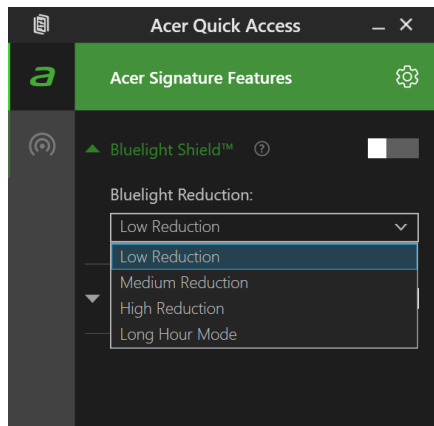 Acer Quick Access
a
Acer Signature Features
Bluelight Shield™ ?
Bluelight Reduction:
Low Reduction
Low Reduction
Medium Reduction
High Reduction
Long Hour Mode